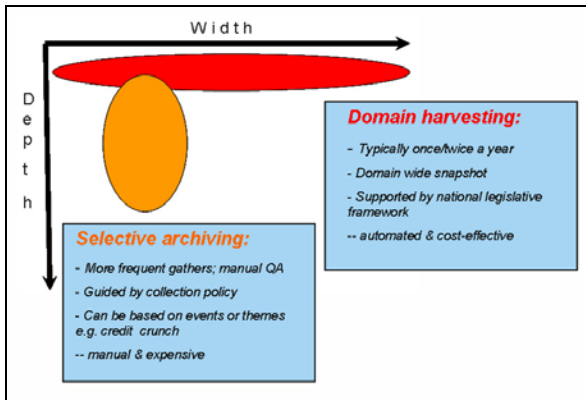 Width
Depth
Domain harvesting:
- Typically once/twice a year
- Domain wide snapshot
- Supported by national legislative
framework
-- automated & cost-effective
Selective archiving:
- More frequent gathers; manual QA
- Guided by collection policy
- Can be based on events or themes
e.g. credit crunch
-- manual & expensive